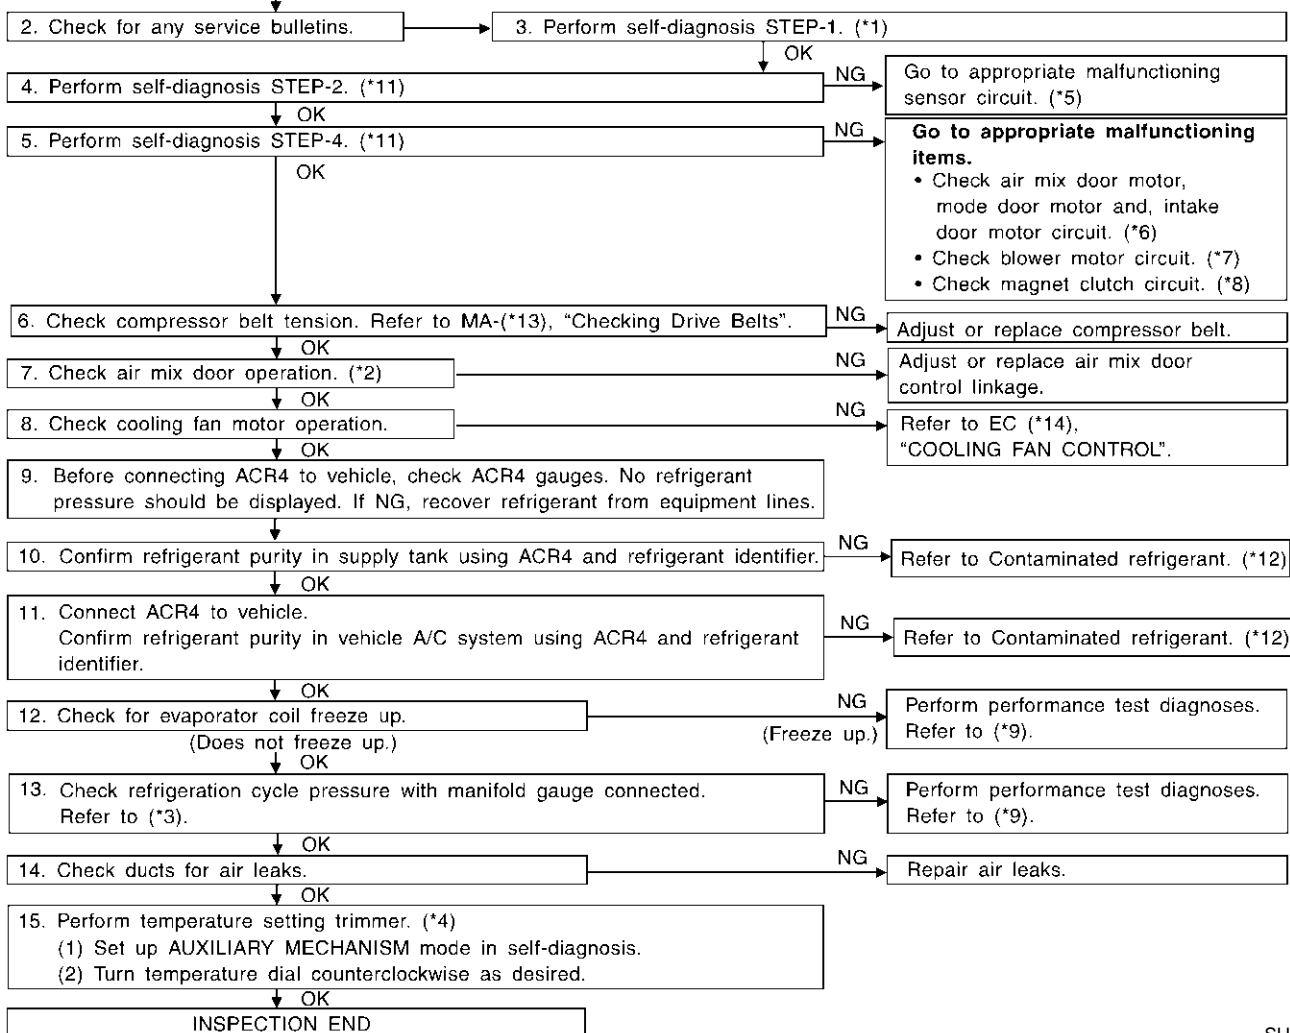 2. Check for any service bulletins.
3. Perform self-diagnosis STEP-1. (*1)
OK
4. Perform self-diagnosis STEP-2. (*11)
NG
Go to appropriate malfunctioning
sensor circuit. (*5)
OK
5. Perform self-diagnosis STEP-4. (*11)
NG
Go to appropriate malfunctioning
items.
• Check air mix door motor,
mode door motor and, intake
door motor circuit. (*6)
• Check blower motor circuit. (*7)
• Check magnet clutch circuit. (*8)
OK
6. Check compressor belt tension. Refer to MA-(*13), “Checking Drive Belts”.
NG
Adjust or replace compressor belt.
OK
7. Check air mix door operation. (*2)
NG
Adjust or replace air mix door
control linkage.
OK
8. Check cooling fan motor operation.
NG
Refer to EC (*14),
“COOLING FAN CONTROL”.
OK
9. Before connecting ACR4 to vehicle, check ACR4 gauges. No refrigerant
pressure should be displayed. If NG, recover refrigerant from equipment lines.
10. Confirm refrigerant purity in supply tank using ACR4 and refrigerant identifier.
NG
Refer to Contaminated refrigerant. (*12)
OK
11. Connect ACR4 to vehicle.
Confirm refrigerant purity in vehicle A/C system using ACR4 and refrigerant
identifier.
NG
Refer to Contaminated refrigerant. (*12)
OK
12. Check for evaporator coil freeze up.
NG
(Freeze up.)
Perform performance test diagnoses.
Refer to (*9).
(Does not freeze up.)
OK
13. Check refrigeration cycle pressure with manifold gauge connected.
Refer to (*3).
NG
Perform performance test diagnoses.
Refer to (*9).
OK
14. Check ducts for air leaks.
NG
Repair air leaks.
OK
15. Perform temperature setting trimmer. (*4)
(1) Set up AUXILIARY MECHANISM mode in self-diagnosis.
(2) Turn temperature dial counterclockwise as desired.
OK
INSPECTION END